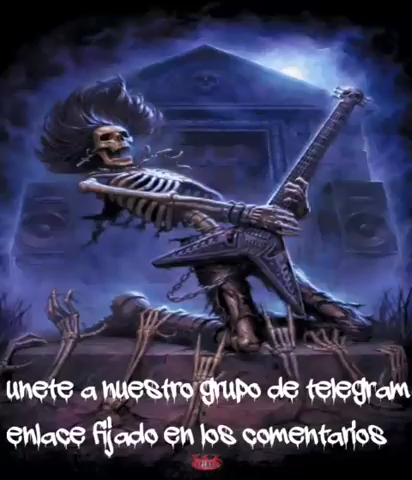 unete a nuestro grupo de telegram
enlace fijado en los comentarios